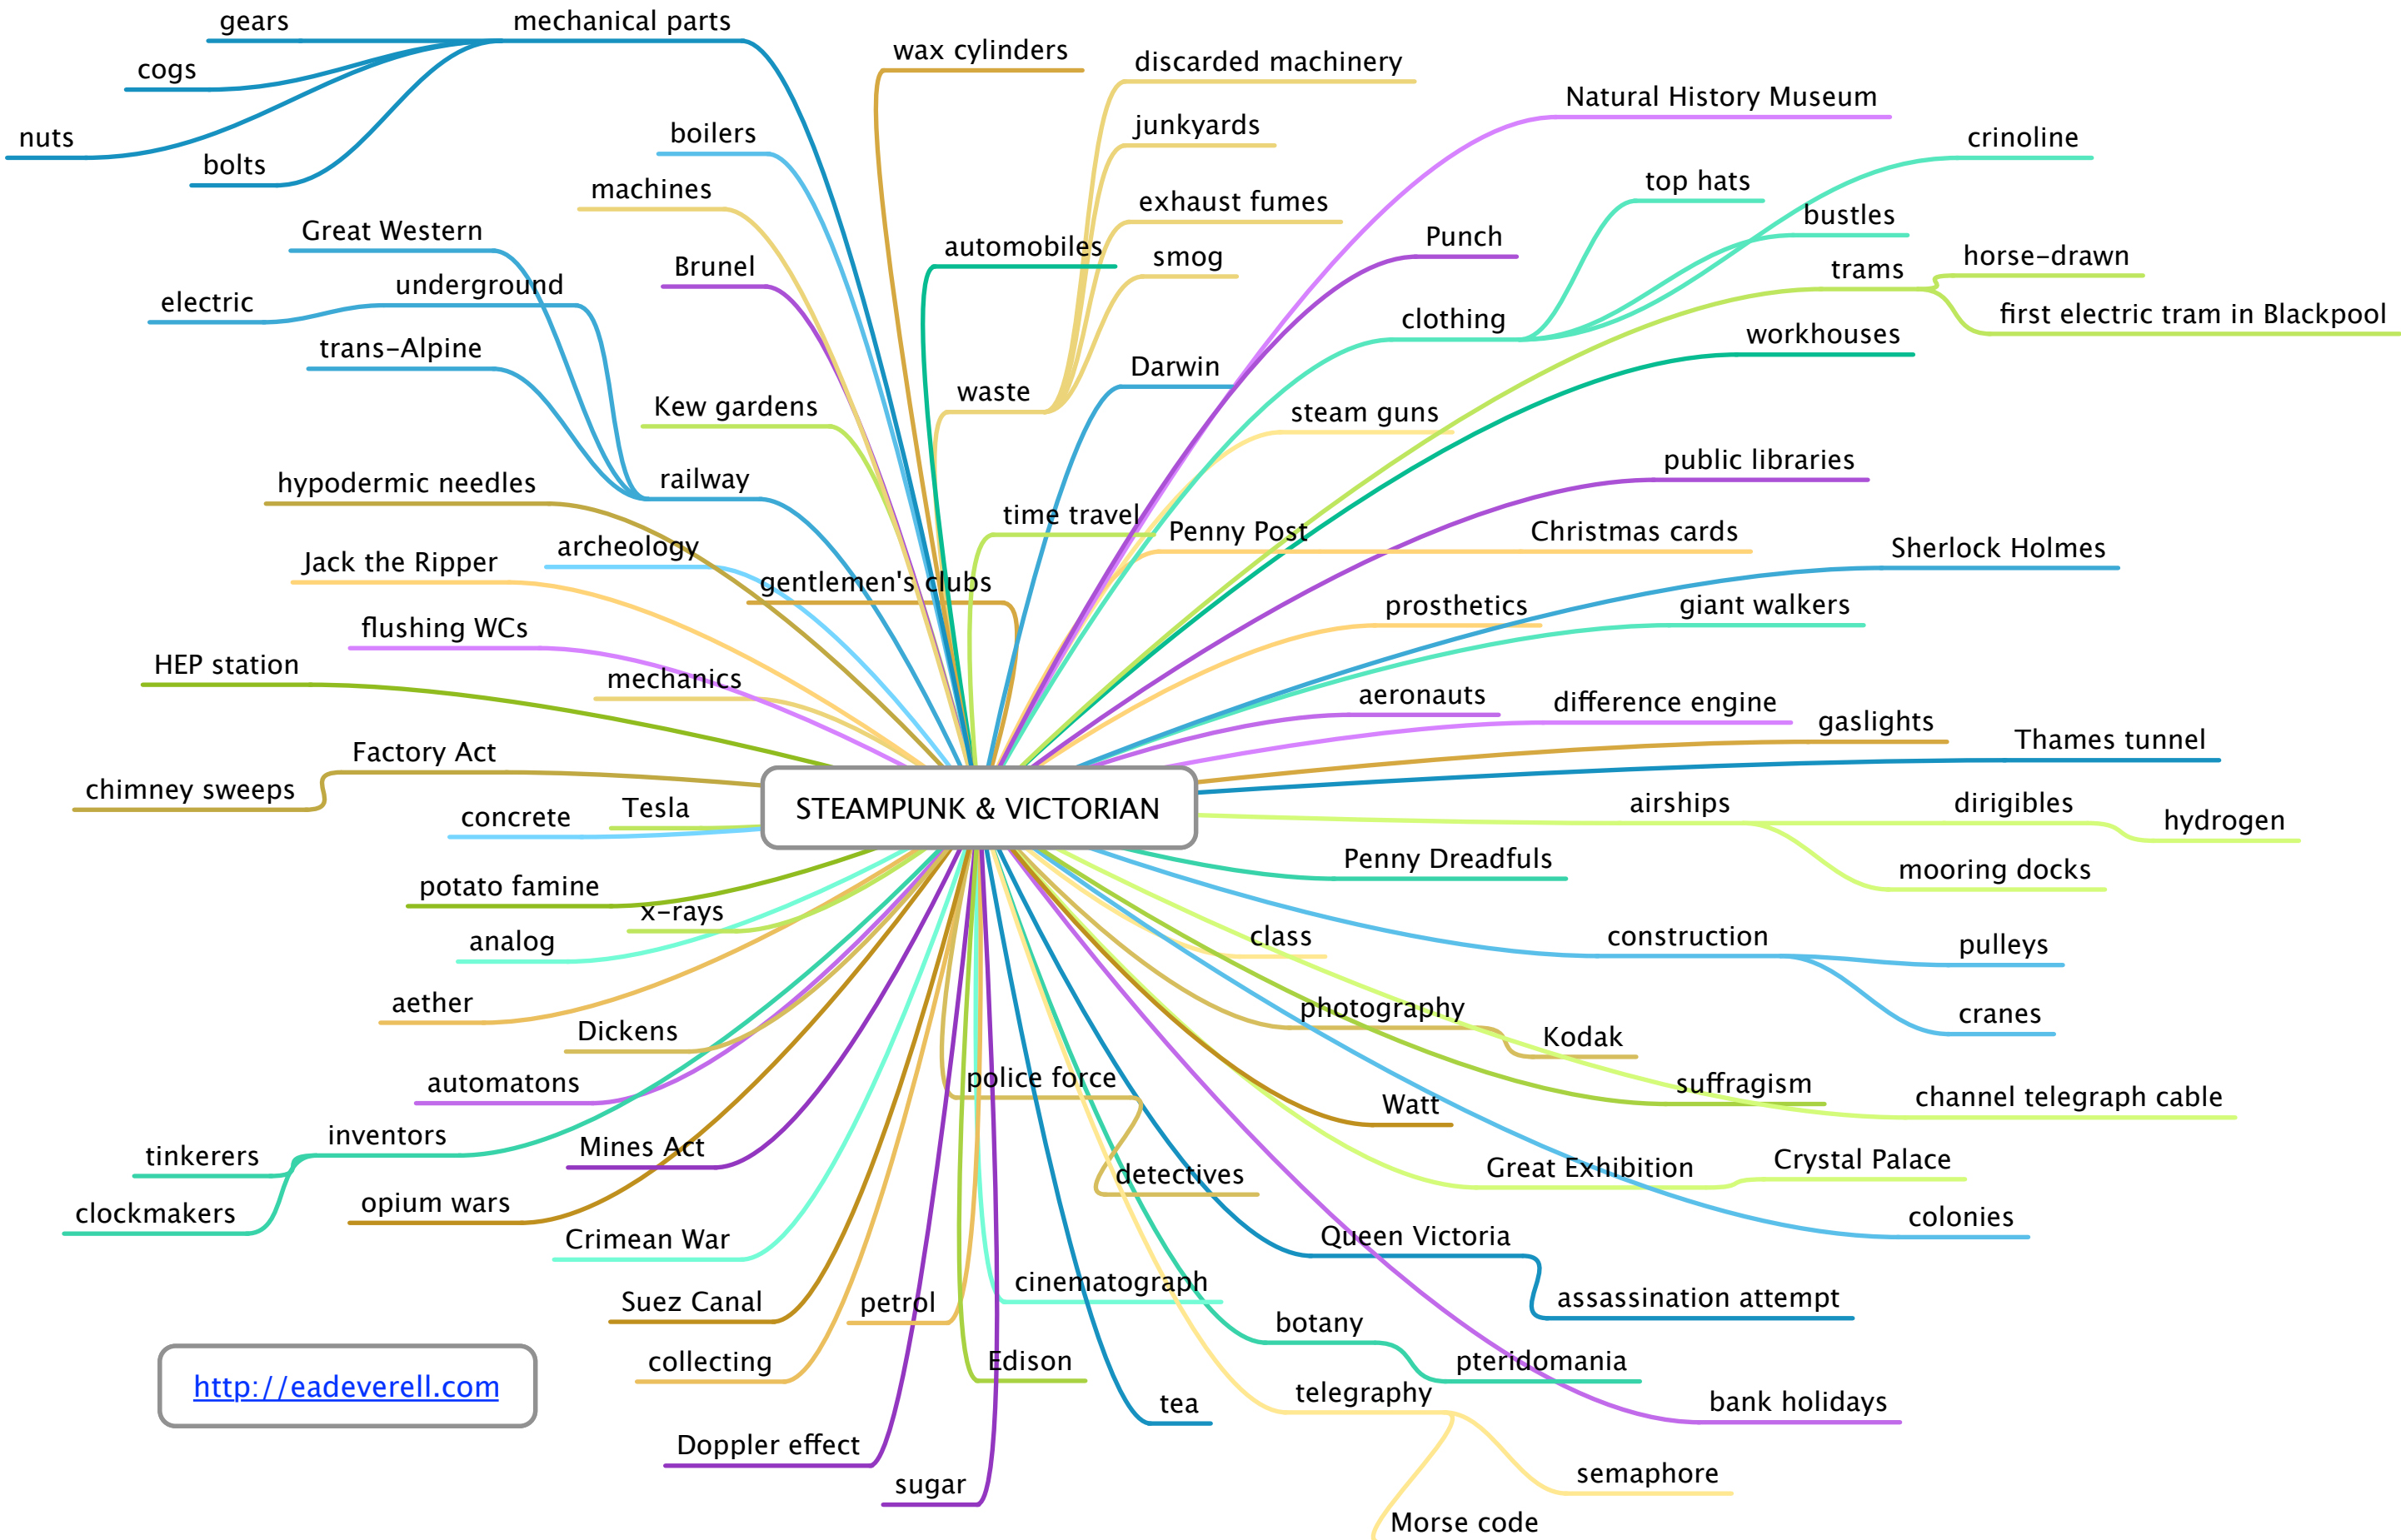 gears
mechanical parts
cogs
nuts
bolts
wax cylinders
discarded machinery
junkyards
exhaust fumes
smog
boilers
machines
Brunel
automobiles
waste
Natural History Museum
crinoline
top hats
bustles
Punch
clothing
trams
horse-drawn
first electric tram in Blackpool
workhouses
Great Western
underground
electric
trans-Alpine
Kew gardens
railway
Darwin
steam guns
public libraries
hypodermic needles
archeology
Jack the Ripper
gentlemen's clubs
time travel
Penny Post
Christmas cards
Sherlock Holmes
prosthetics
giant walkers
flushing WCs
HEP station
mechanics
aeronauts
difference engine
gaslights
Thames tunnel
Factory Act
chimney sweeps
Tesla
concrete
STEAMPUNK & VICTORIAN
airships
dirigibles
hydrogen
mooring docks
Penny Dreadfuls
potato famine
x-rays
analog
class
construction
pulleys
cranes
aether
Dickens
photography
Kodak
automatons
police force
Watt
suffragism
channel telegraph cable
inventors
tinkerers
clockmakers
Mines Act
detectives
Great Exhibition
Crystal Palace
colonies
opium wars
Crimean War
Queen Victoria
assassination attempt
Suez Canal
petrol
cinematograph
botany
pteridomania
collecting
Edison
tea
telegraphy
bank holidays
semaphore
Morse code
Doppler effect
sugar
http://eadeverell.com